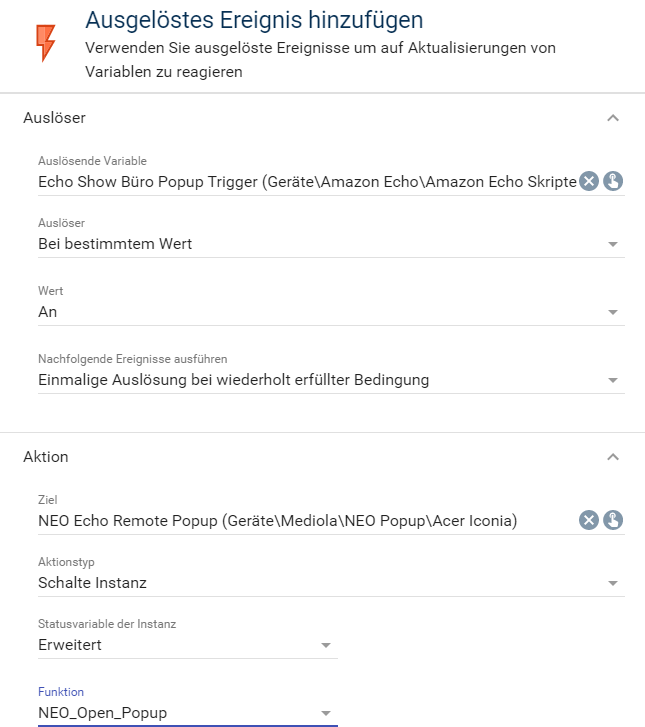 Ausgelöstes Ereignis hinzufügen
Verwenden Sie ausgelöste Ereignisse um auf Aktualisierungen von
Variablen zu reagieren
Auslöser
Auslösende Variable
Echo Show Büro Popup Trigger (Geräte\Amazon Echo\Amazon Echo Skripte
Auslöser
Bei bestimmtem Wert
Wert
An
Nachfolgende Ereignisse ausführen
Einmalige Auslösung bei wiederholt erfüllter Bedingung
Aktion
Ziel
NEO Echo Remote Popup (Geräte\Mediola\NEO Popup\Acer Iconia)
Aktionstyp
Schalte Instanz
Statusvariable der Instanz
Erweitert
Funktion
NEO_Open_Popup